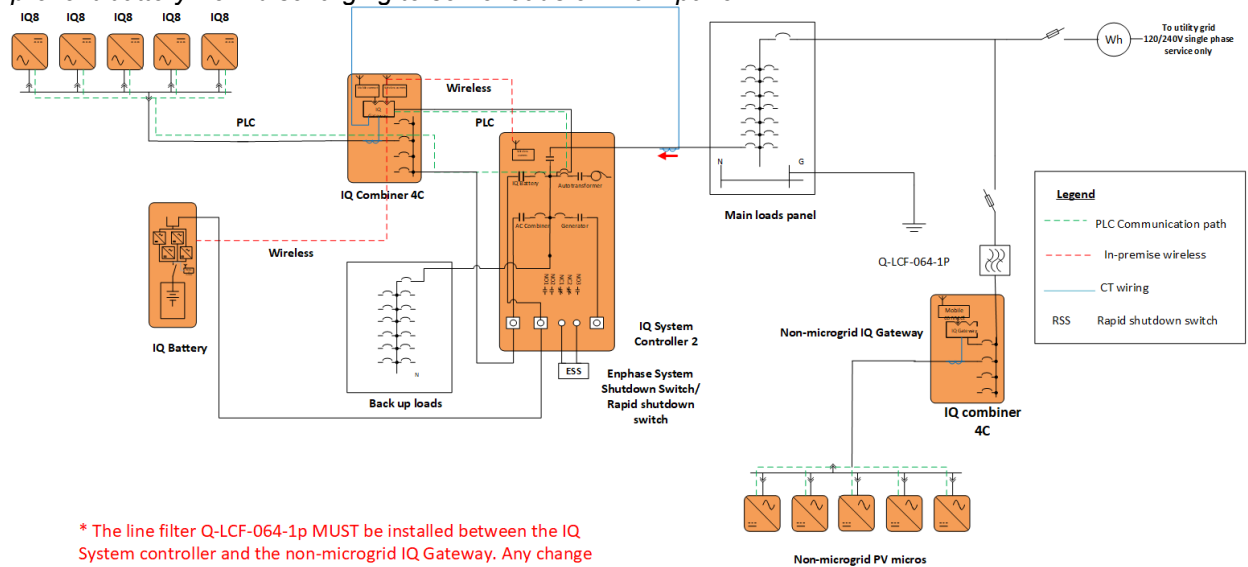 IQ8 IQ8 IQ8 IQ8 IQ8
To utility grid
120/240V single phase
service only
Wh
Wireless
PLC
PLC
IQ Combiner 4C
IQ Battery
Autotransformer
AC Combiner
Generator
NO1
NO2
NC1
NC2
NO3
N
G
Main loads panel
Legend
PLC Communication path
In-premise wireless
CT wiring
RSS Rapid shutdown switch
Q-LCF-064-1P
Wireless
IQ Battery
N
Back up loads
IQ System
Controller 2
ESS
Enphase System
Shutdown Switch/
Rapid shutdown
switch
Non-microgrid IQ Gateway
Mobile
IQ Gateway
IQ combiner
4C
Non-microgrid PV micros
* The line filter Q-LCF-064-1p MUST be installed between the IQ
System controller and the non-microgrid IQ Gateway. Any change